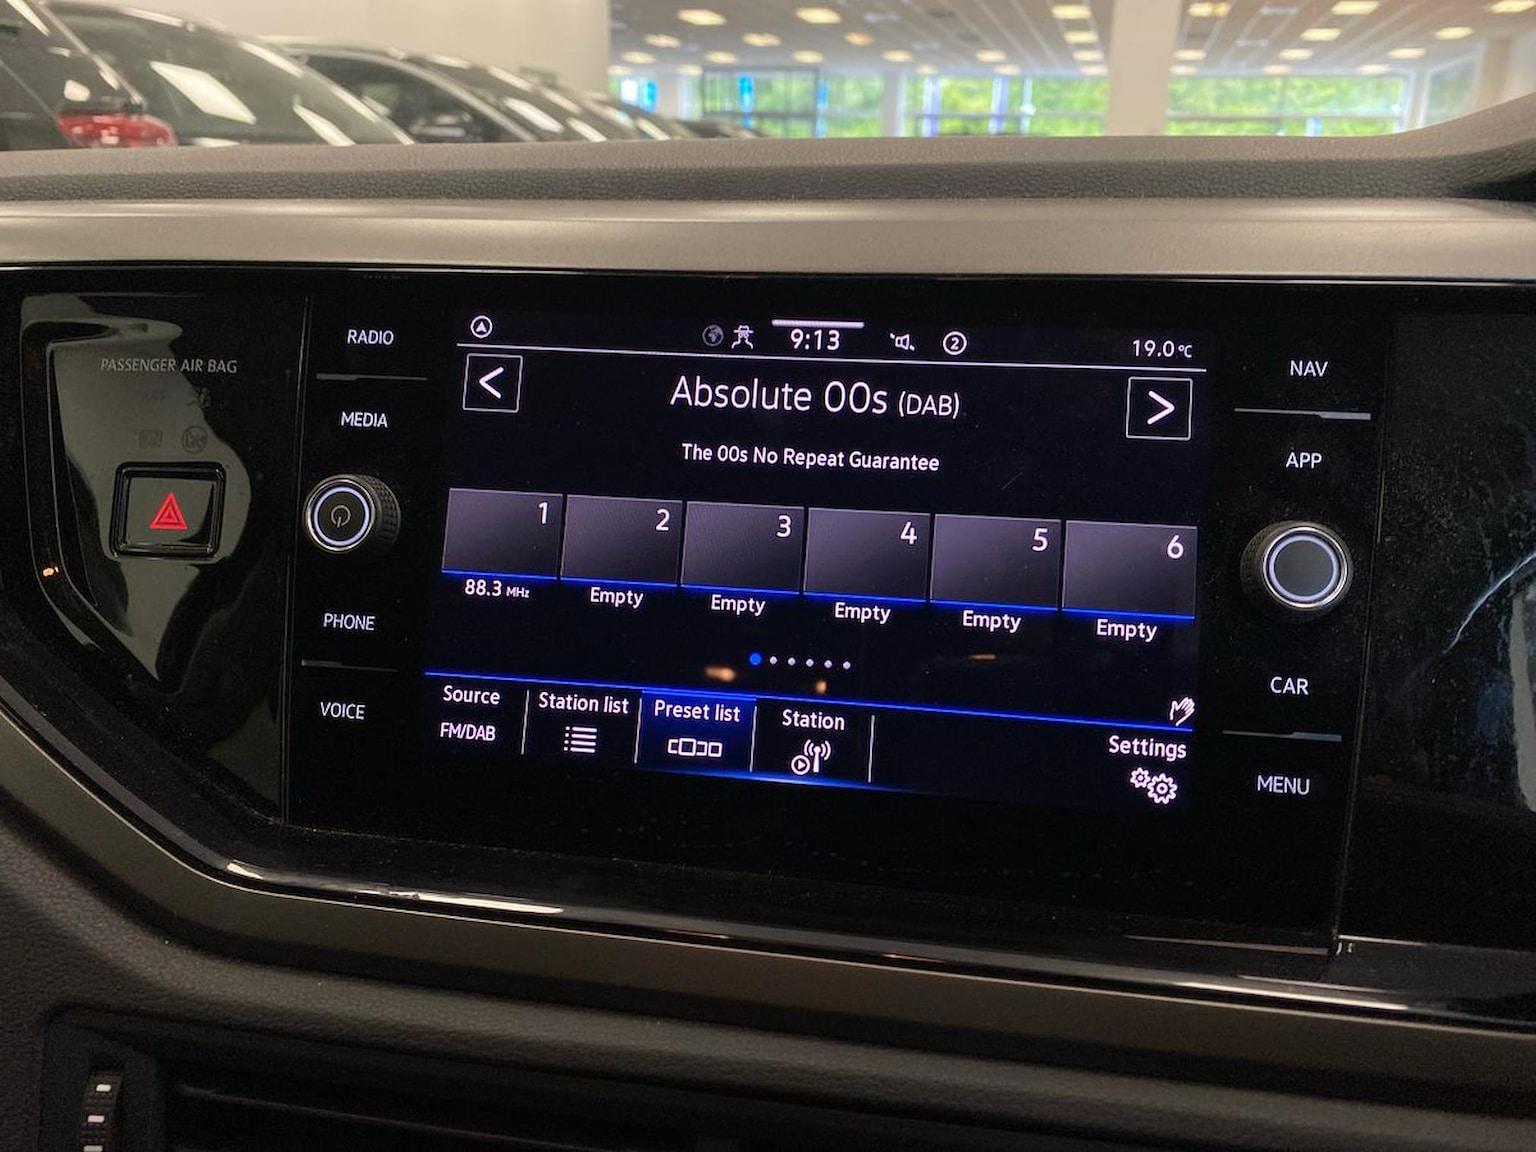 PASSENGER AIR BAG
RADIO
MEDIA
PHONE
VOICE
9:13
2
19.0 °C
<
Absolute 00s (DAB)
>
The 00s No Repeat Guarantee
1
2
3
4
5
6
88.3 MHz
Empty
Empty
Empty
Empty
Empty
Source
FM/DAB
Station list
Preset list
Station
Settings
NAV
APP
CAR
MENU